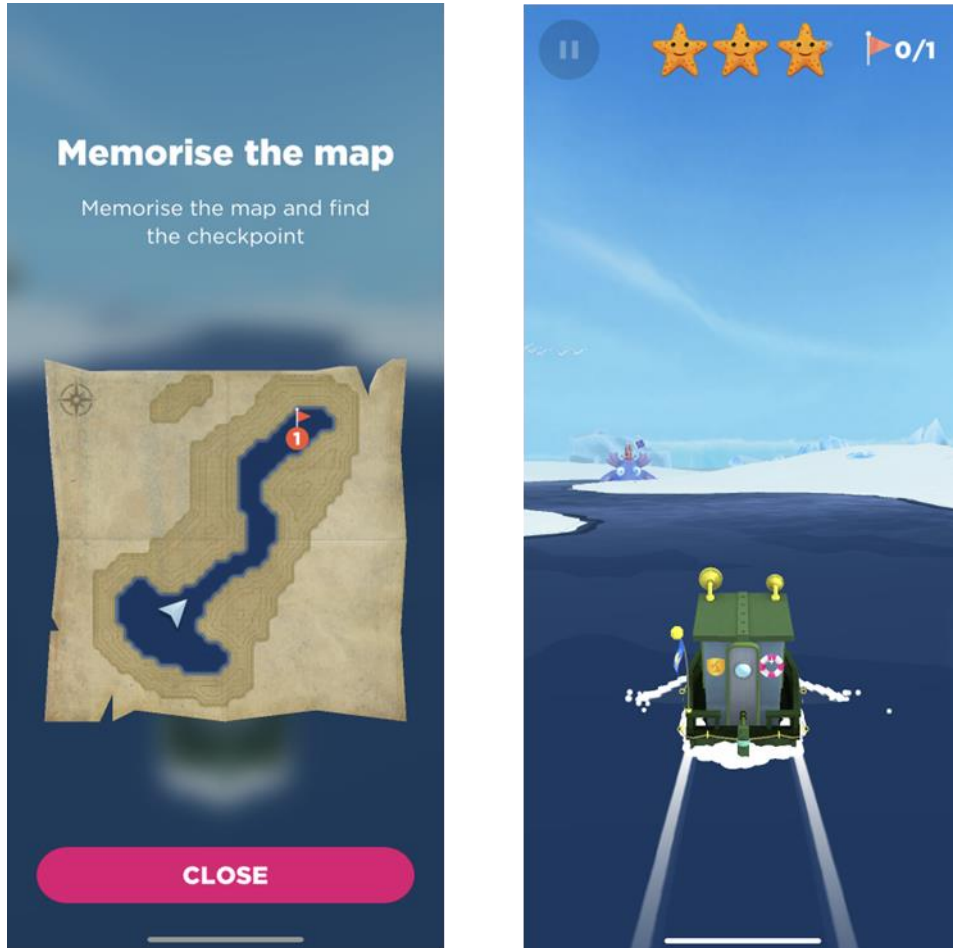 Memorise the map
Memorise the map and find
the checkpoint
1
CLOSE
0/1